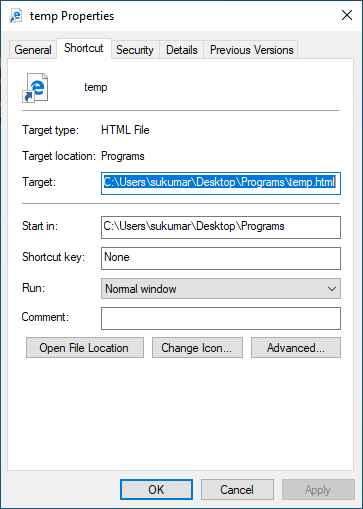 temp Properties
General Shortcut Security Details Previous Versions
temp
Target type: HTML File
Target location: Programs
Target: C:\Users\sukumar\Desktop\Programs\temp.html
Start in: C:\Users\sukumar\Desktop\Programs
Shortcut key: None
Run: Normal window
Comment:
Open File Location Change Icon... Advanced...
OK Cancel Apply